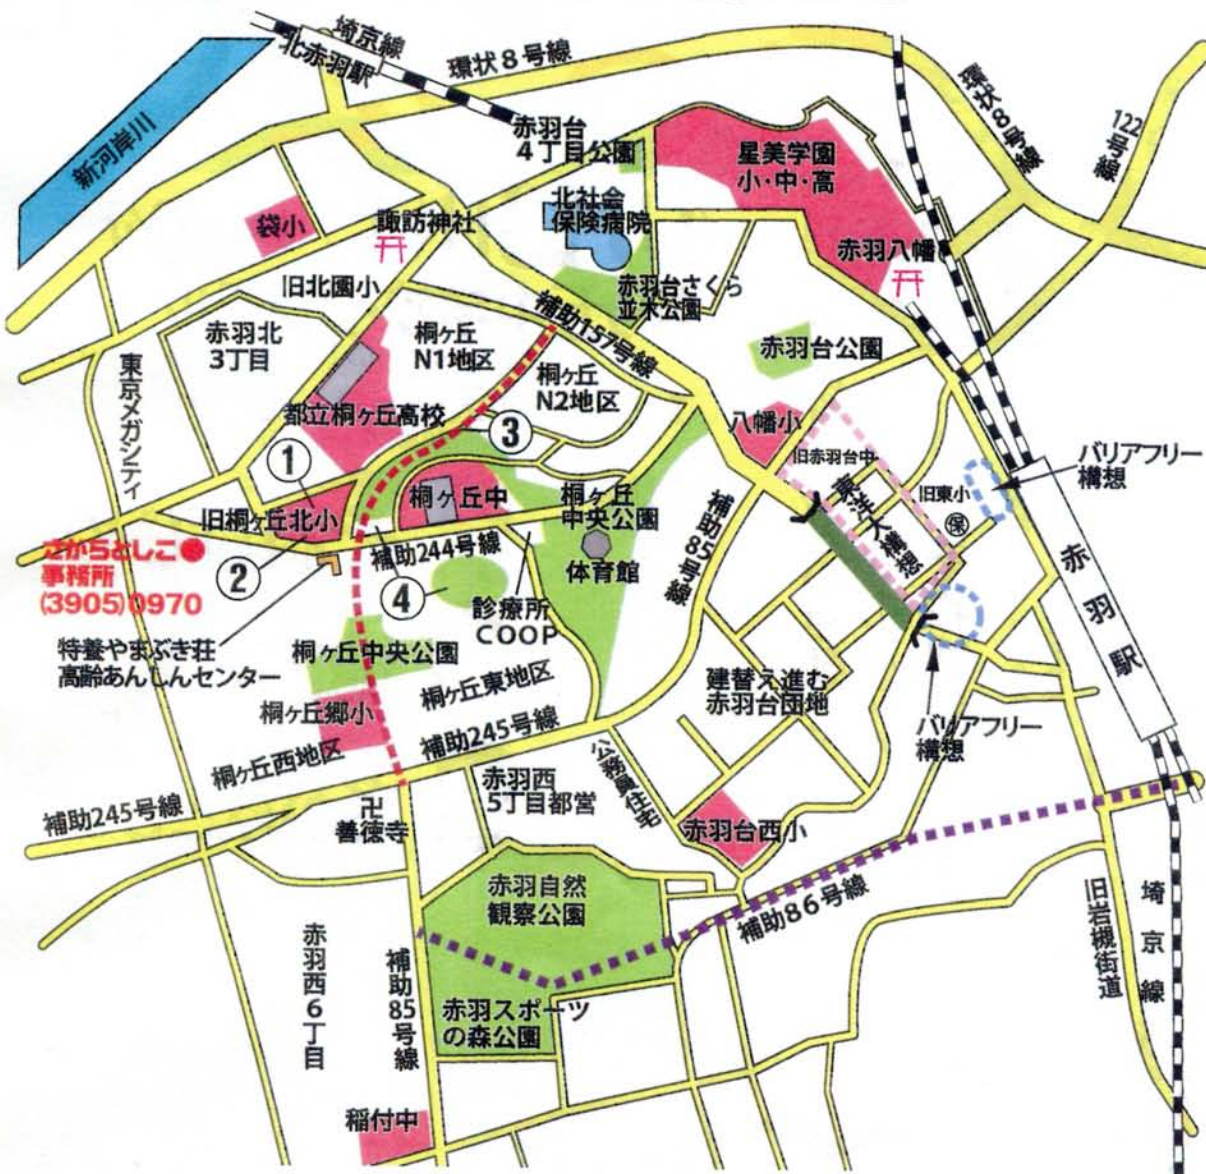 埼京線
北赤羽駅
環状8号線
環状8号線
122号線
新河岸川
赤羽台
4丁目公園
星美学園
小・中・高
袋小
諏訪神社
北社会
保険病院
赤羽八幡
旧北園小
赤羽台さくら
並木公園
補助157号線
赤羽北
3丁目
桐ヶ丘
N1地区
赤羽台公園
桐ヶ丘
N2地区
東京メガシティ
都立桐ヶ丘高校
③
八幡小
①
旧赤羽台中
バリアフリー
構想
旧桐ヶ丘北小
桐ヶ丘中
桐ヶ丘
中央公園
補助85号線
東洋大構想
旧東小
保
さがらとしこ
事務所
(3905)0970
②
補助244号線
④
体育館
赤羽駅
診療所
COOP
特養やまぶき荘
高齢あんしんセンター
桐ヶ丘中央公園
桐ヶ丘東地区
建替え進む
赤羽台団地
桐ヶ丘郷小
桐ヶ丘西地区
補助245号線
バリアフリー
構想
公務員住宅
補助245号線
赤羽西
5丁目都営
卍
善徳寺
赤羽台西小
赤羽自然
観察公園
補助86号線
旧岩槻街道
埼京線
赤羽西6丁目
補助85号線
赤羽スポーツ
の森公園
稲付中